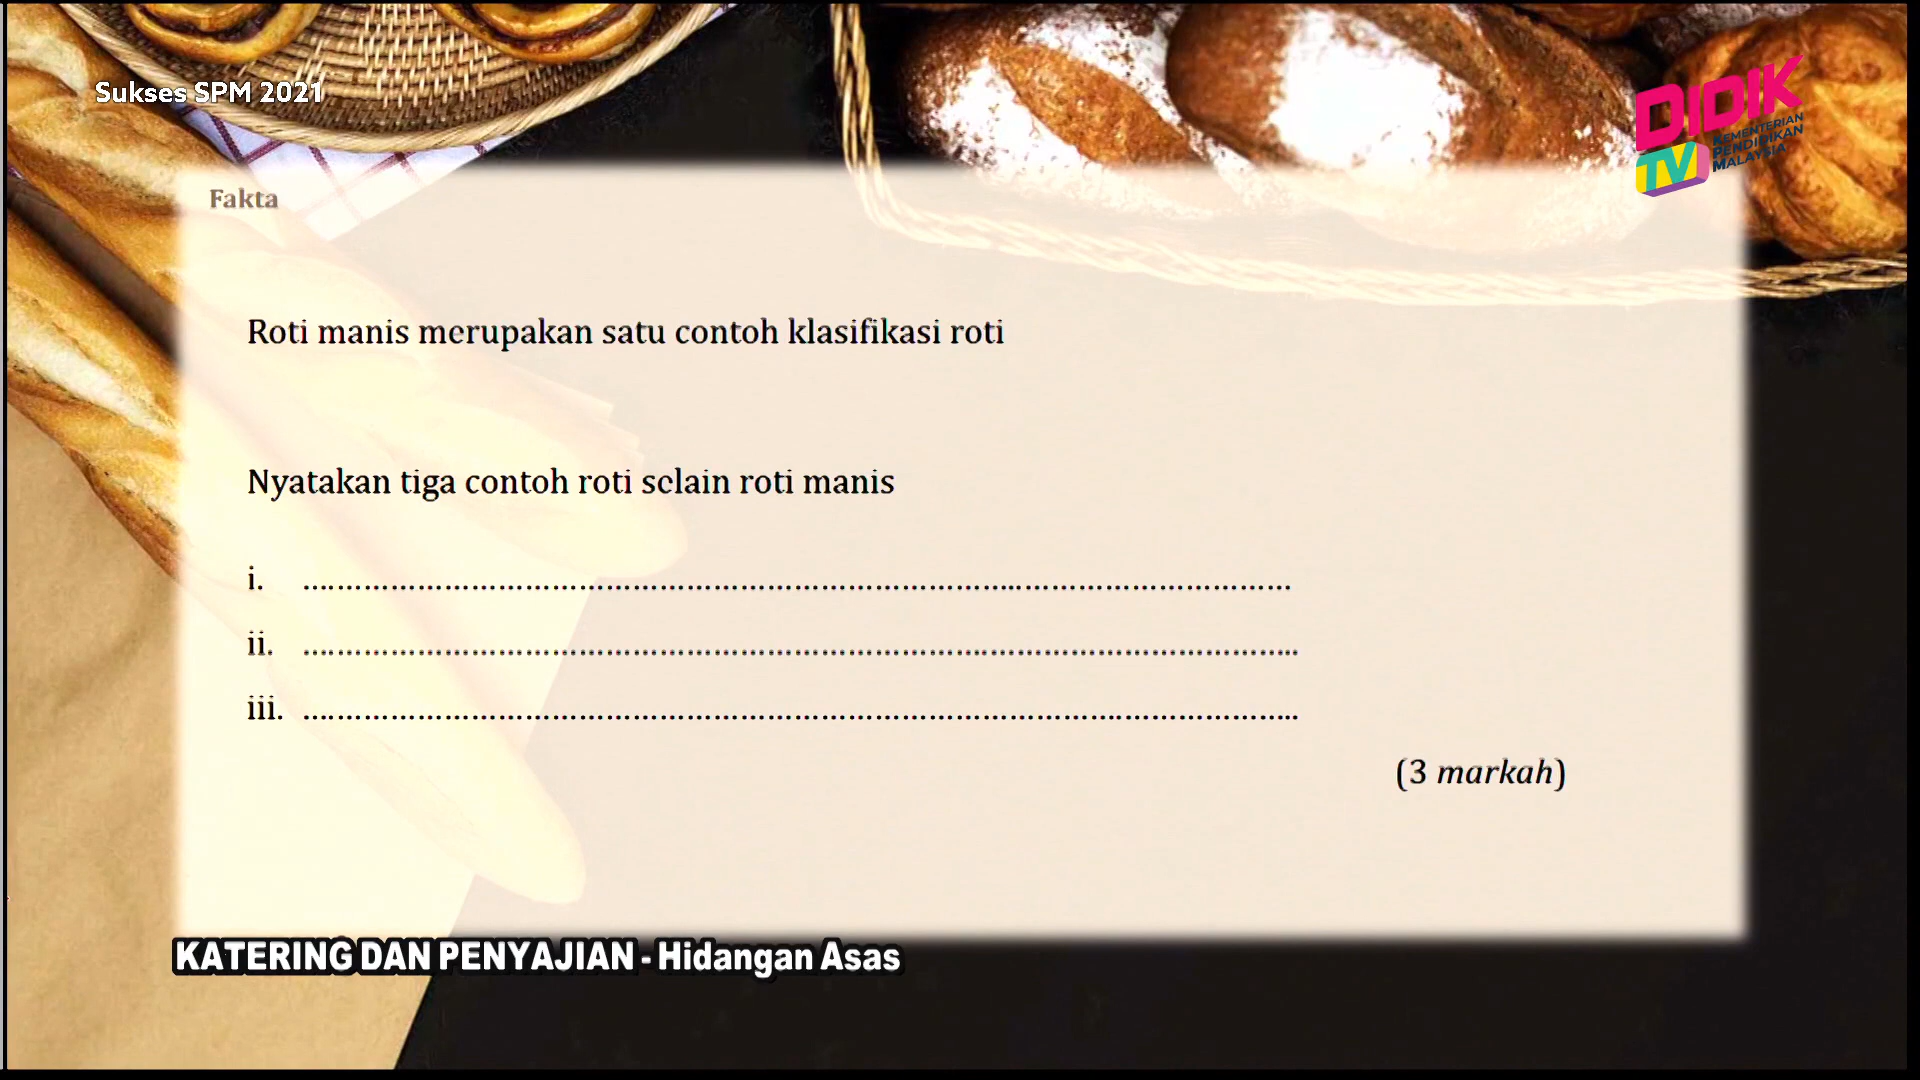 Sukses SPM 2021
DIDIK
TV
KEMENTERIAN
PENDIDIKAN
MALAYSIA
Fakta
Roti manis merupakan satu contoh klasifikasi roti
Nyatakan tiga contoh roti selain roti manis
i. ................................................................................
ii. ................................................................................
iii. ................................................................................
(3 markah)
KATERING DAN PENYAJIAN - Hidangan Asas